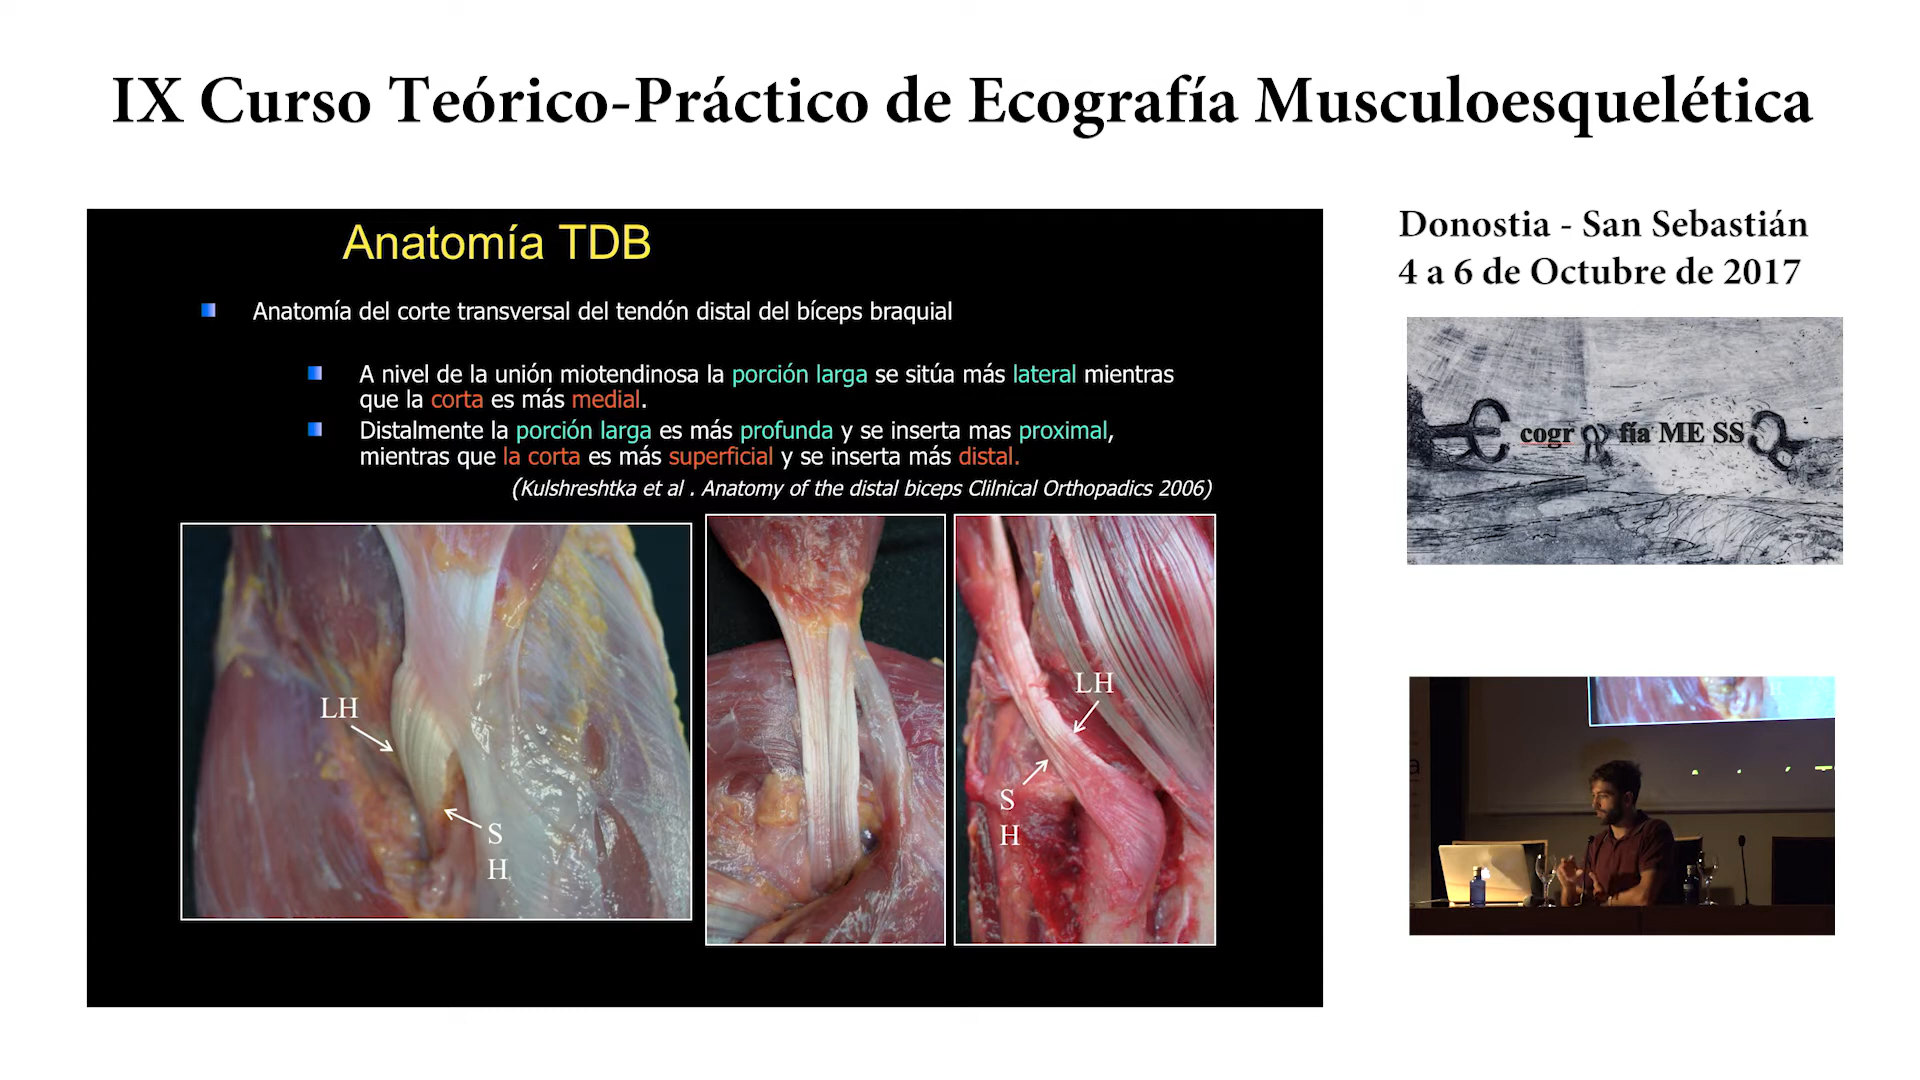 IX Curso Teórico-Práctico de Ecografía Musculoesquelética
Donostia - San Sebastián
4 a 6 de Octubre de 2017
Anatomía TDB
Anatomía del corte transversal del tendón distal del bíceps braquial
A nivel de la unión miotendinosa la porción larga se sitúa más lateral mientras
que la corta es más medial.
Distalmente la porción larga es más profunda y se inserta mas proximal,
mientras que la corta es más superficial y se inserta más distal.
(Kulshreshtka et al . Anatomy of the distal biceps Clilnical Orthopadics 2006)
LH
S
H
LH
S
H
cogr fía ME SS